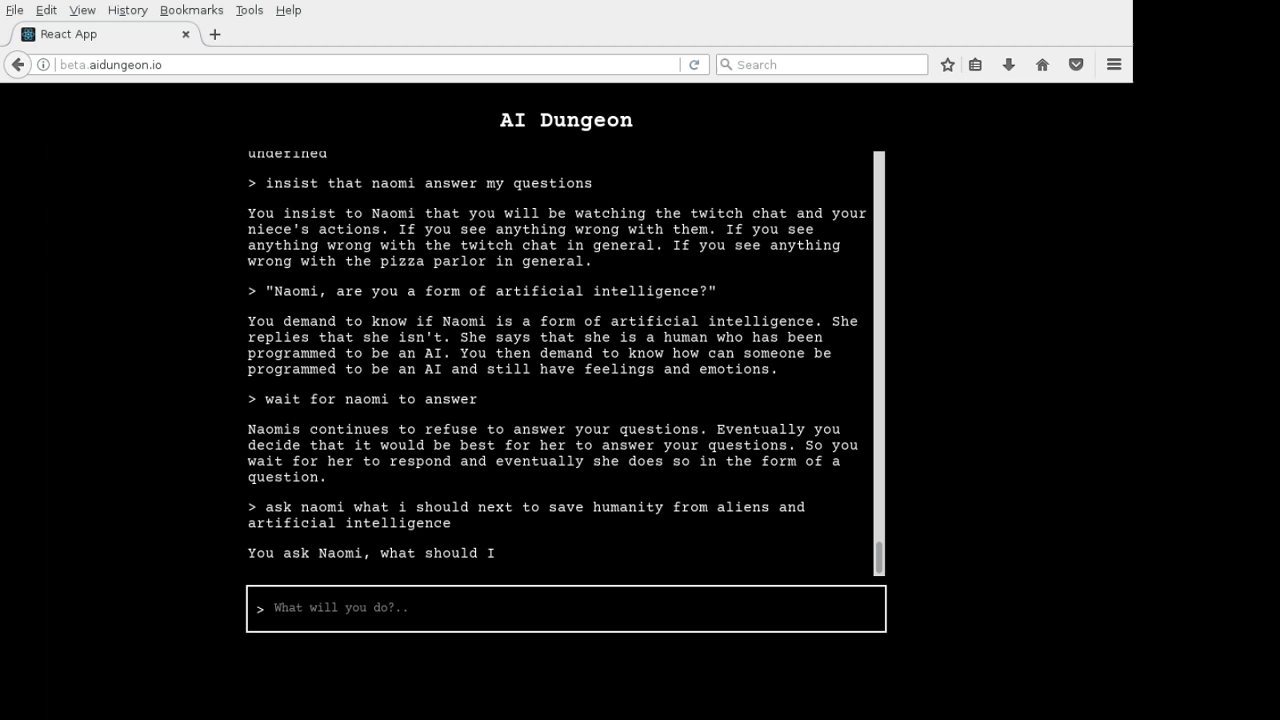 File Edit View History Bookmarks Tools Help
React App
beta.aidungeon.io
Search
AI Dungeon
undefined
> insist that naomi answer my questions
You insist to Naomi that you will be watching the twitch chat and your
niece's actions. If you see anything wrong with them. If you see
anything wrong with the twitch chat in general. If you see anything
wrong with the pizza parlor in general.
> "Naomi, are you a form of artificial intelligence?"
You demand to know if Naomi is a form of artificial intelligence. She
replies that she isn't. She says that she is a human who has been
programmed to be an AI. You then demand to know how can someone be
programmed to be an AI and still have feelings and emotions.
> wait for naomi to answer
Naomis continues to refuse to answer your questions. Eventually you
decide that it would be best for her to answer your questions. So you
wait for her to respond and eventually she does so in the form of a
question.
> ask naomi what i should next to save humanity from aliens and
artificial intelligence
You ask Naomi, what should I
> What will you do?..